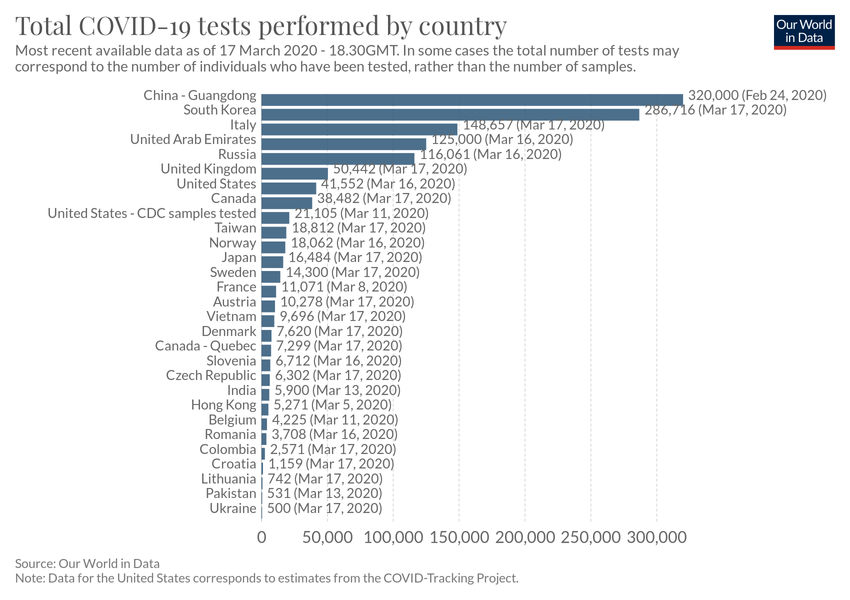 Total COVID-19 tests performed by country
Our World
in Data
Most recent available data as of 17 March 2020 - 18.30GMT. In some cases the total number of tests may
correspond to the number of individuals who have been tested, rather than the number of samples.
China - Guangdong 320,000 (Feb 24, 2020)
South Korea 286,716 (Mar 17, 2020)
Italy 148,657 (Mar 17, 2020)
United Arab Emirates 125,000 (Mar 16, 2020)
Russia 116,061 (Mar 16, 2020)
United Kingdom 50,442 (Mar 17, 2020)
United States 41,552 (Mar 16, 2020)
Canada 38,482 (Mar 17, 2020)
United States - CDC samples tested 21,105 (Mar 11, 2020)
Taiwan 18,812 (Mar 17, 2020)
Norway 18,062 (Mar 16, 2020)
Japan 16,484 (Mar 17, 2020)
Sweden 14,300 (Mar 17, 2020)
France 11,071 (Mar 8, 2020)
Austria 10,278 (Mar 17, 2020)
Vietnam 9,696 (Mar 17, 2020)
Denmark 7,620 (Mar 17, 2020)
Canada - Quebec 7,299 (Mar 17, 2020)
Slovenia 6,712 (Mar 16, 2020)
Czech Republic 6,302 (Mar 17, 2020)
India 5,900 (Mar 13, 2020)
Hong Kong 5,271 (Mar 5, 2020)
Belgium 4,225 (Mar 11, 2020)
Romania 3,708 (Mar 16, 2020)
Colombia 2,571 (Mar 17, 2020)
Croatia 1,159 (Mar 17, 2020)
Lithuania 742 (Mar 17, 2020)
Pakistan 531 (Mar 13, 2020)
Ukraine 500 (Mar 17, 2020)
0 50,000 100,000 150,000 200,000 250,000 300,000
Source: Our World in Data
Note: Data for the United States corresponds to estimates from the COVID-Tracking Project.